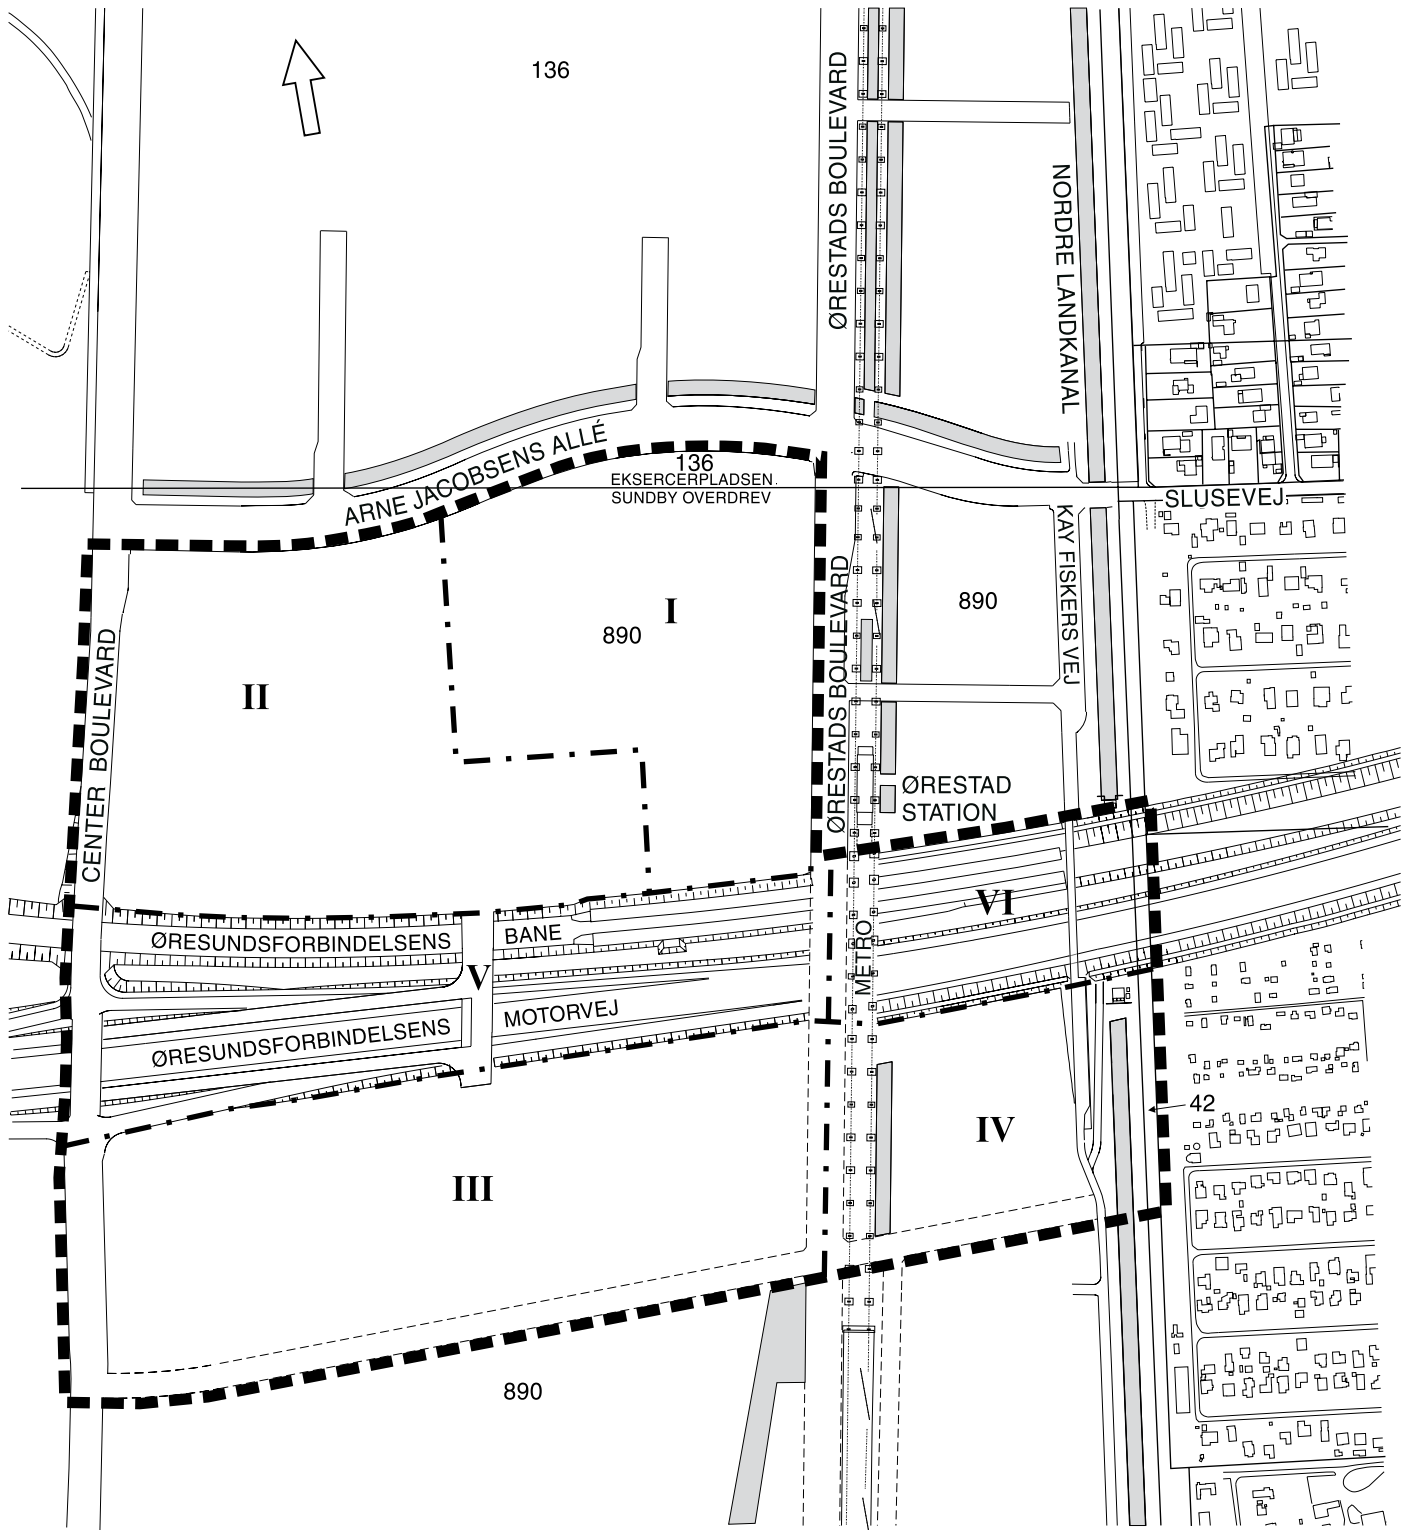 136
ØRESTADS BOULEVARD
NORDRE LANDKANAL
ARNE JACOBSENS ALLÉ
136
EKSERCERPLADSEN
SUNDBY OVERDREV
SLUSEVEJ
KAY FISKERS VEJ
ØRESTADS BOULEVARD
890
I
890
II
CENTER BOULEVARD
ØRESTAD
STATION
VI
ØRESUNDSFORBINDELSENS
BANE
METRO
V
ØRESUNDSFORBINDELSENS
MOTORVEJ
42
IV
III
890